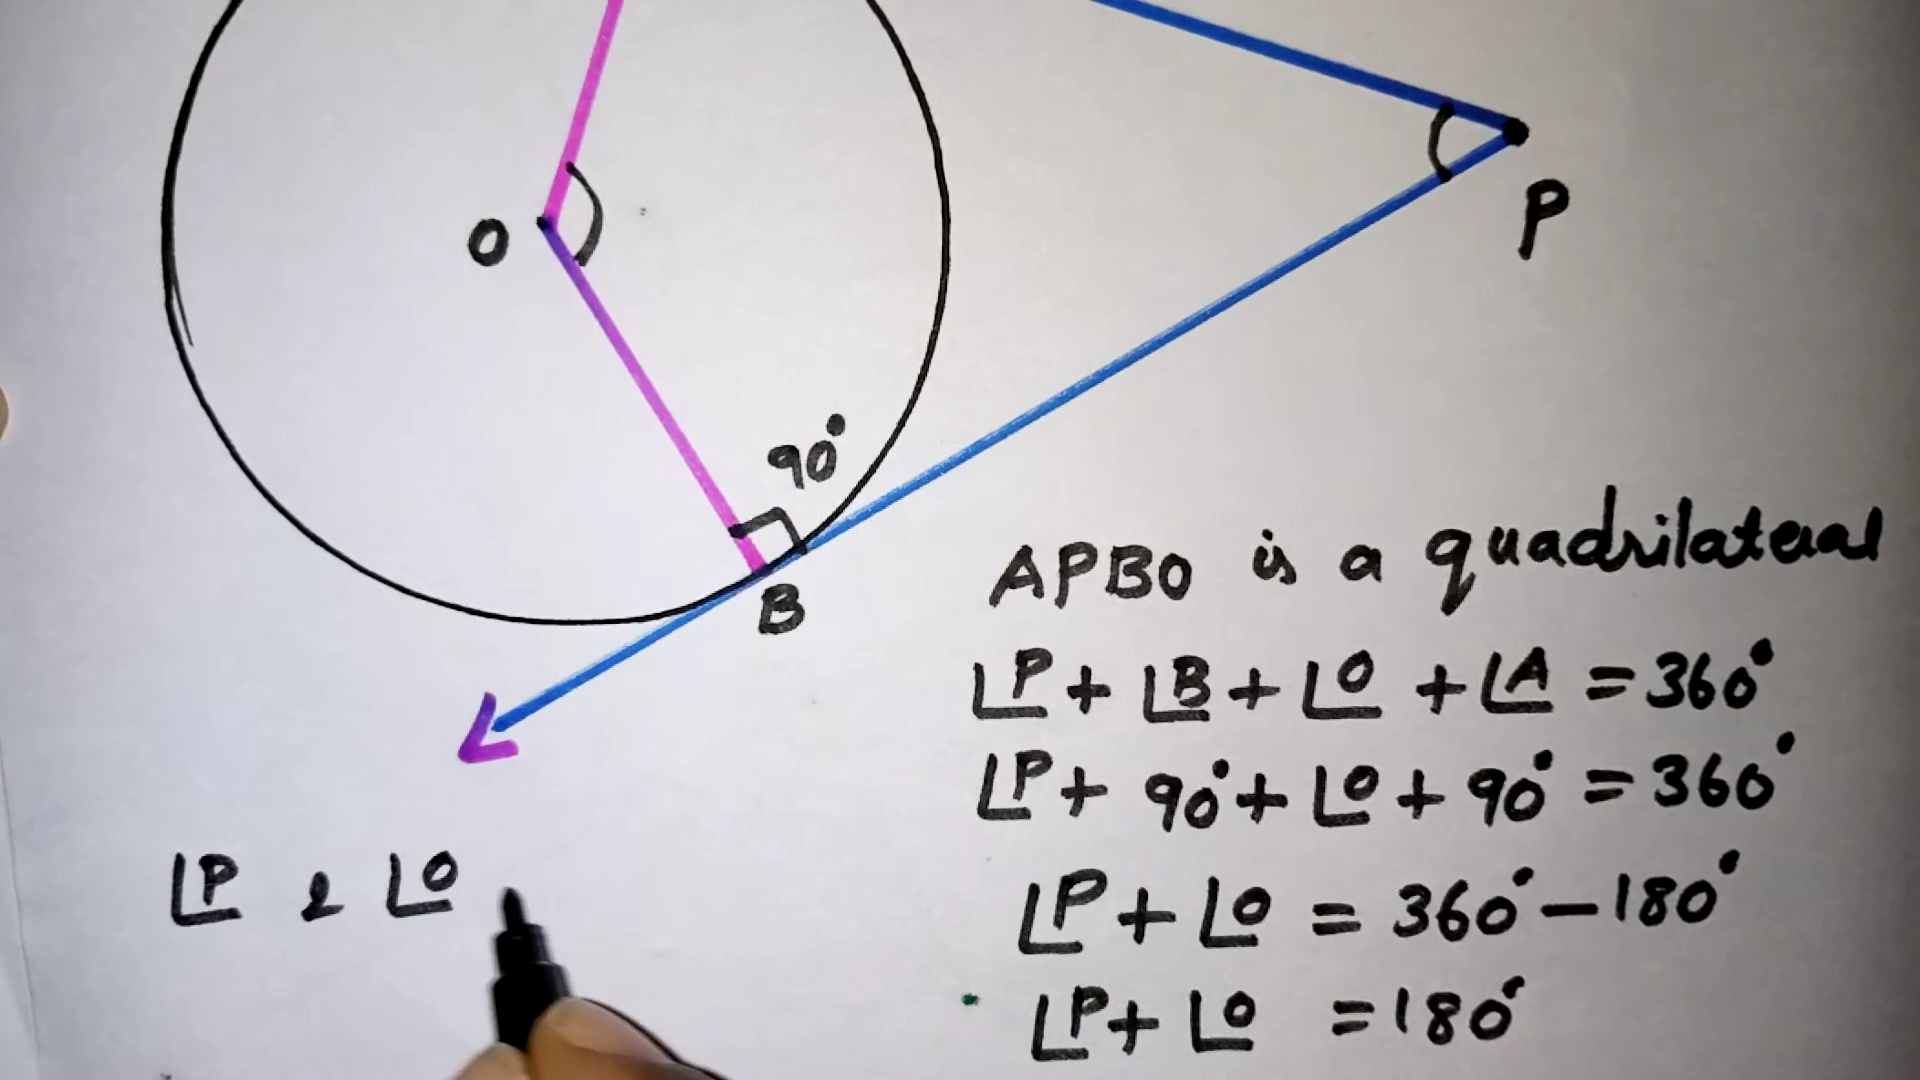 O
P
90°
B
APBO is a quadrilateral
∠P + ∠B + ∠O + ∠A = 360°
∠P + 90° + ∠O + 90° = 360°
∠P & ∠O
∠P + ∠O = 360° - 180°
∠P + ∠O = 180°